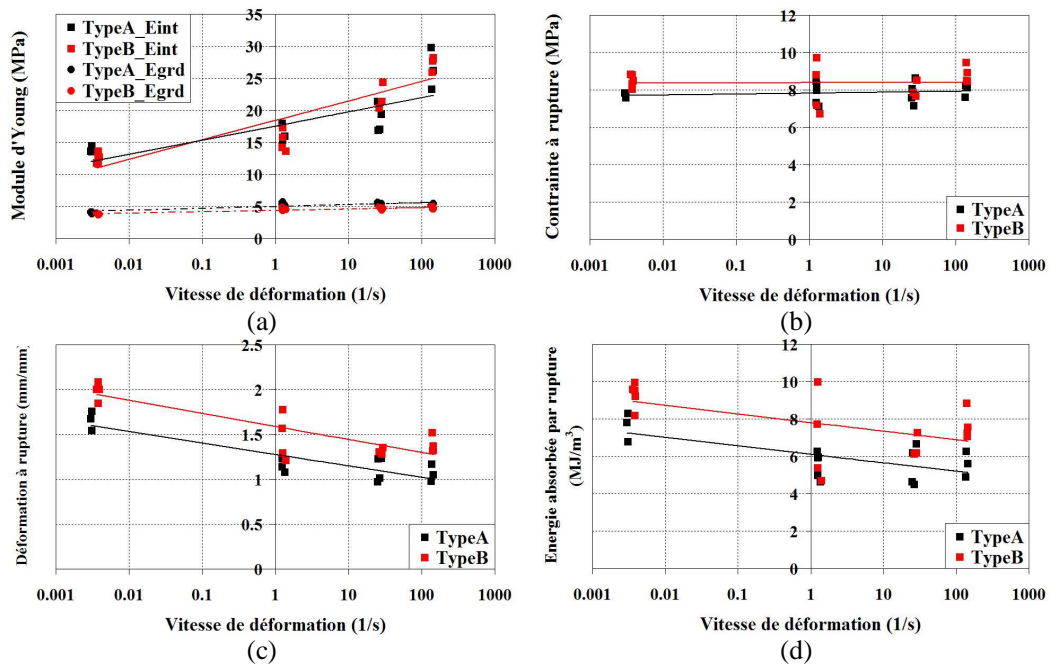 Module d'Young (MPa)
35
30
25
20
15
10
5
0
TypeA_Eint
TypeB_Eint
TypeA_Egrd
TypeB_Egrd
0.001 0.01 0.1 1 10 100 1000
Vitesse de déformation (1/s)
(a)
Contrainte à rupture (MPa)
12
10
8
6
4
2
0
TypeA
TypeB
0.001 0.01 0.1 1 10 100 1000
Vitesse de déformation (1/s)
(b)
Déformation à rupture (mm/mm)
2.5
2
1.5
1
0.5
0
TypeA
TypeB
0.001 0.01 0.1 1 10 100 1000
Vitesse de déformation (1/s)
(c)
Energie absorbée par rupture
(MJ/m³)
12
10
8
6
4
2
0
TypeA
TypeB
0.001 0.01 0.1 1 10 100 1000
Vitesse de déformation (1/s)
(d)